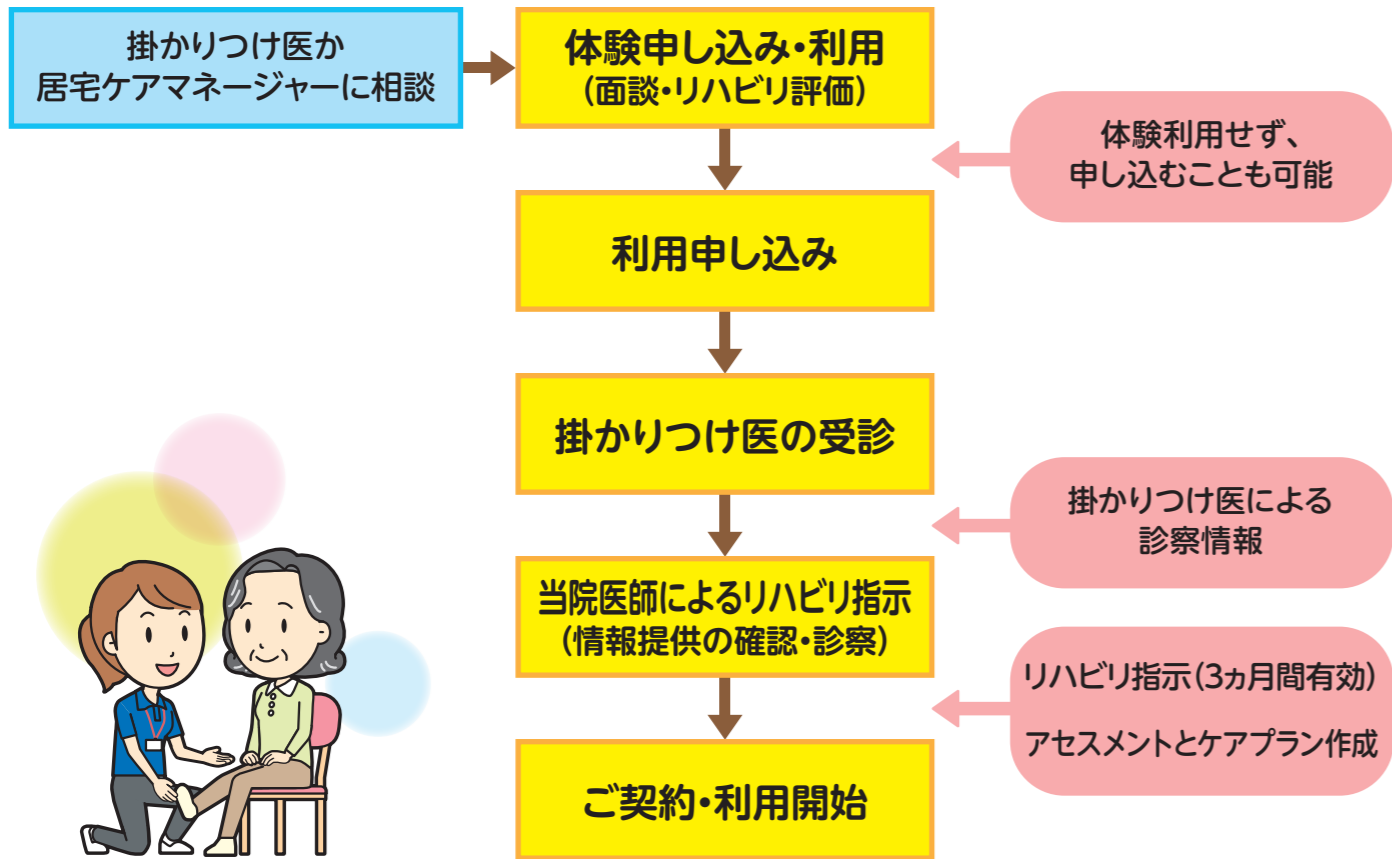 掛かりつけ医か
居宅ケアマネージャーに相談
体験申し込み・利用
(面談・リハビリ評価)
体験利用せず、
申し込むことも可能
利用申し込み
掛かりつけ医の受診
掛かりつけ医による
診察情報
当院医師によるリハビリ指示
(情報提供の確認・診察)
リハビリ指示(3ヵ月間有効)
アセスメントとケアプラン作成
ご契約・利用開始